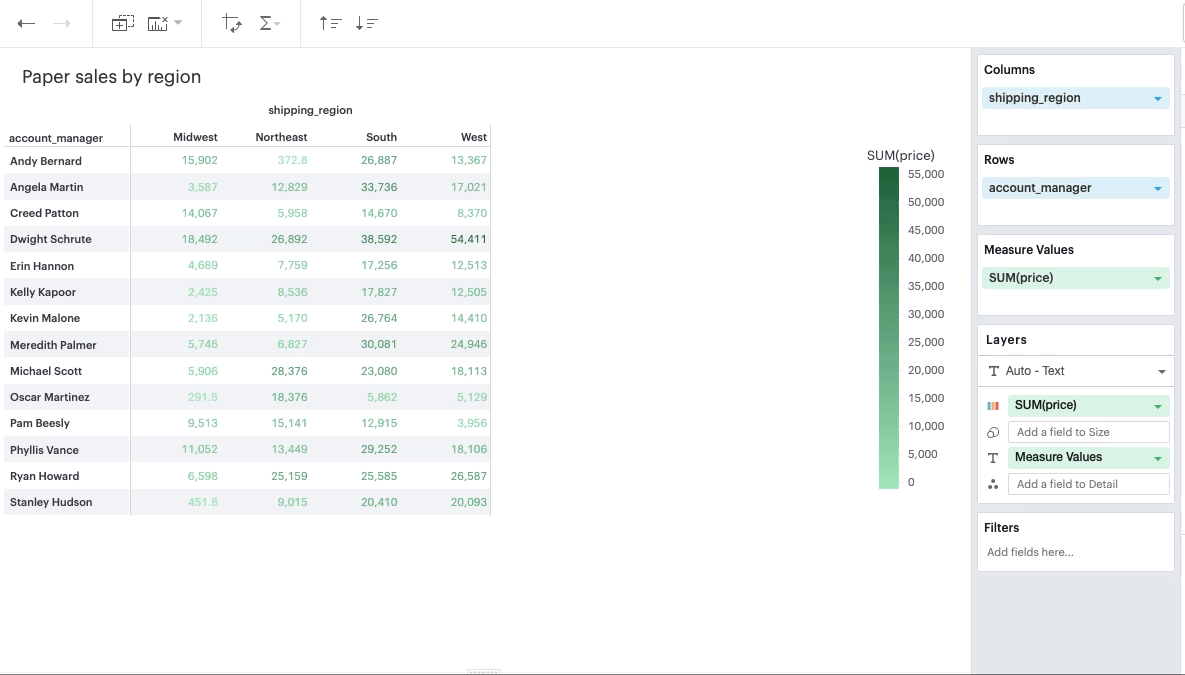 Paper sales by region
shipping_region
account_manager Midwest Northeast South West
Andy Bernard 15,902 372.8 26,887 13,367
Angela Martin 3,587 12,829 33,736 17,021
Creed Patton 14,067 5,958 14,670 8,370
Dwight Schrute 18,492 26,892 38,592 54,411
Erin Hannon 4,689 7,759 17,256 12,513
Kelly Kapoor 2,425 8,536 17,827 12,505
Kevin Malone 2,136 5,170 26,764 14,410
Meredith Palmer 5,746 6,827 30,081 24,946
Michael Scott 5,906 28,376 23,080 18,113
Oscar Martinez 291.5 18,376 5,862 5,129
Pam Beesly 9,513 15,141 12,915 3,956
Phyllis Vance 11,052 13,449 29,252 18,106
Ryan Howard 6,598 25,159 25,585 26,587
Stanley Hudson 451.8 9,015 20,410 20,093
SUM(price)
55,000
50,000
45,000
40,000
35,000
30,000
25,000
20,000
15,000
10,000
5,000
0
Columns
shipping_region
Rows
account_manager
Measure Values
SUM(price)
Layers
T Auto - Text
SUM(price)
Add a field to Size
T Measure Values
Add a field to Detail
Filters
Add fields here...